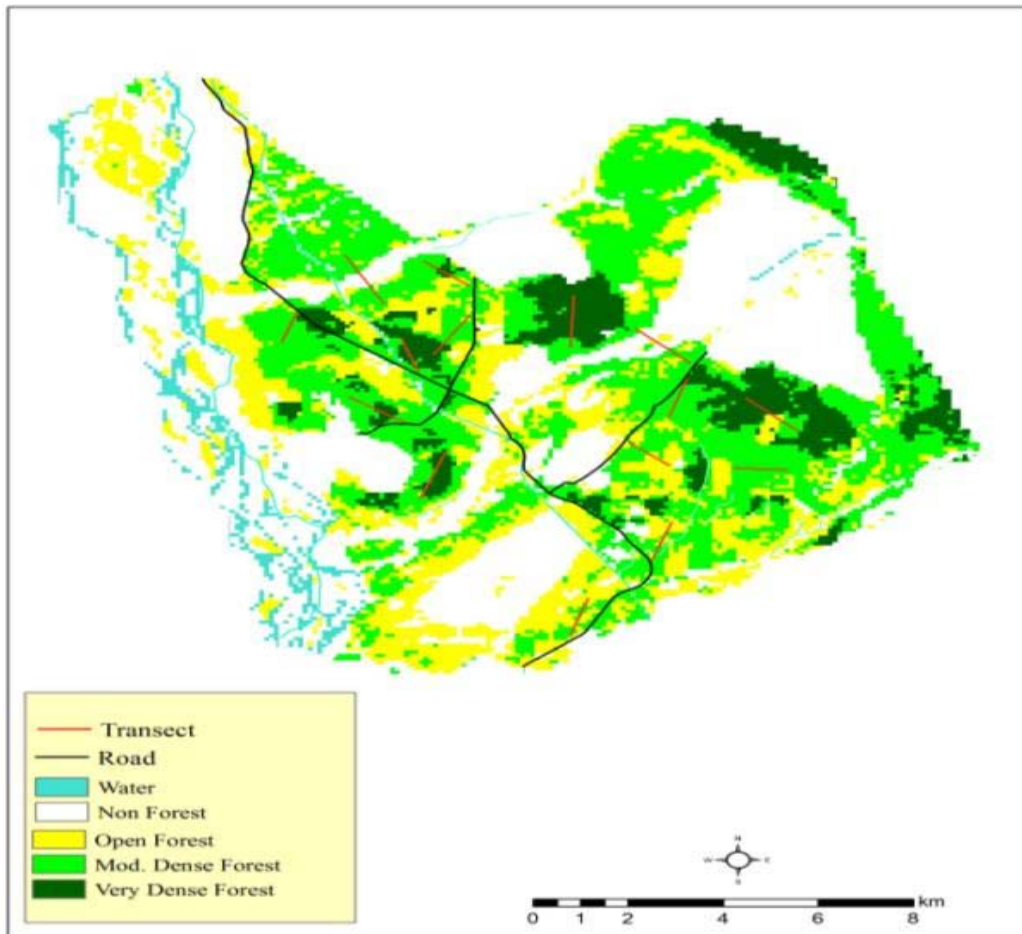 Transect
Road
Water
Non Forest
Open Forest
Mod. Dense Forest
Very Dense Forest
N
W E
S
km
0 1 2 4 6 8